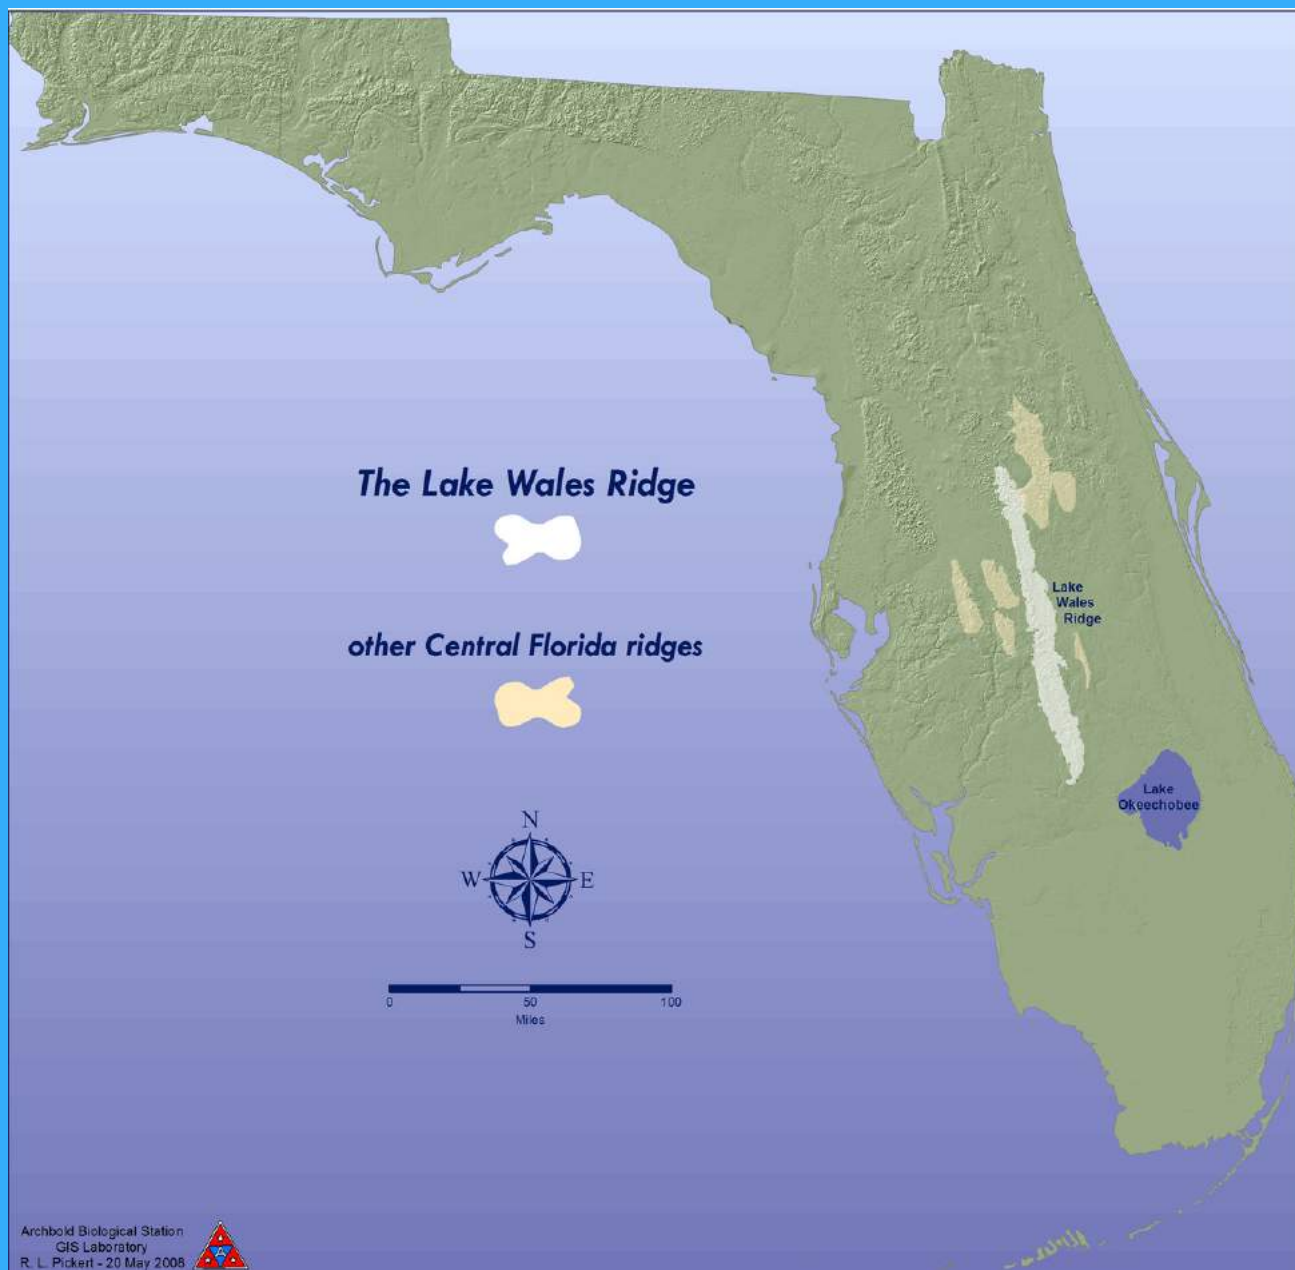 The Lake Wales Ridge
other Central Florida ridges
Lake
Wales
Ridge
Lake
Okeechobee
N
W
E
S
0
50
100
Miles
Archbold Biological Station
GIS Laboratory
R. L. Pickert - 20 May 2008